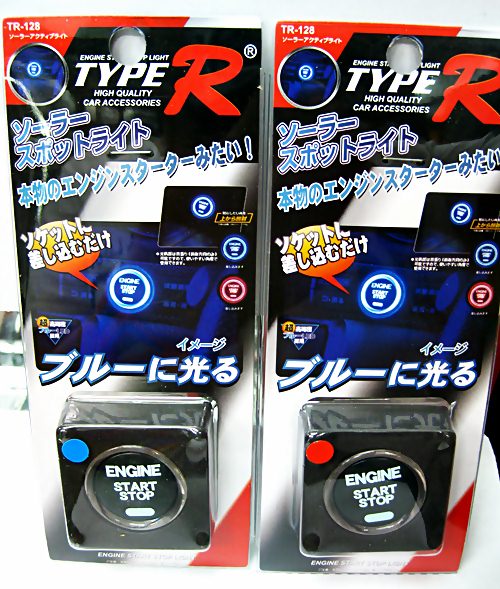 TR-128
ソーラーアクティブライト
ENGINE START STOP LIGHT
TYPE R®
HIGH QUALITY
CAR ACCESSORIES
ソーラー
スポットライト
本物のエンジンスターターみたい!
ソケットに
差し込むだけ
ENGINE
START
STOP
イメージ
ブルーに光る
ENGINE
START
STOP
ENGINE START STOP LIGHT
TR-128
ソーラーアクティブライト
TYPE R
HIGH QUALITY
CAR ACCESSORIES
ソーラー
スポットライト
本物のエンジンスターターみたい
ソケットに
差し込むだけ
ENGINE
START
STOP
イメージ
ブルーに光る
ENGINE
START
STOP
ENGINE START STOP LIGHT